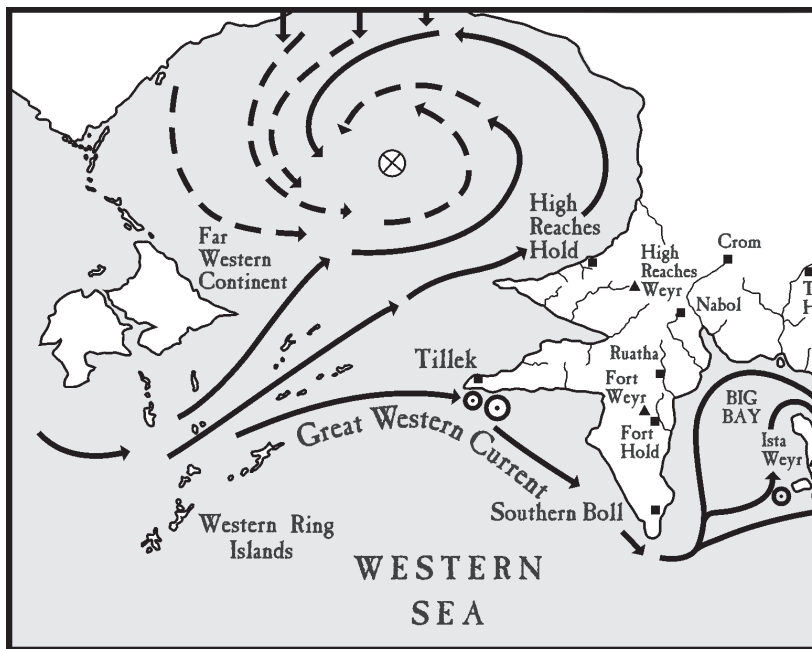 High
Reaches
Hold
Far
Western
Continent
High
Reaches
Weyr
Crom
T
H
Nabol
Tillek
Ruatha
Fort
Weyr
Fort
Hold
BIG
BAY
Ista
Weyr
Great Western Current
Southern Boll
Western Ring
Islands
WESTERN
SEA